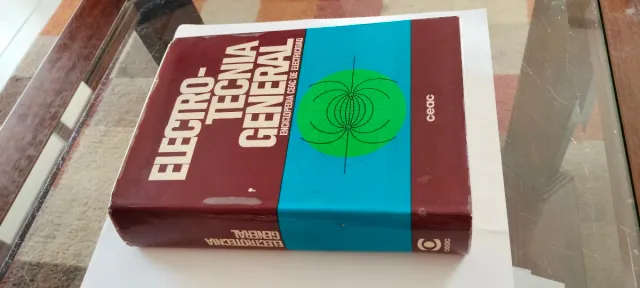 ELECTRO-
TECNIA
GENERAL
ENCICLOPEDIA CEAC DE ELECTRICIDAD
ceac
ELECTROTECNIA
GENERAL
ceac